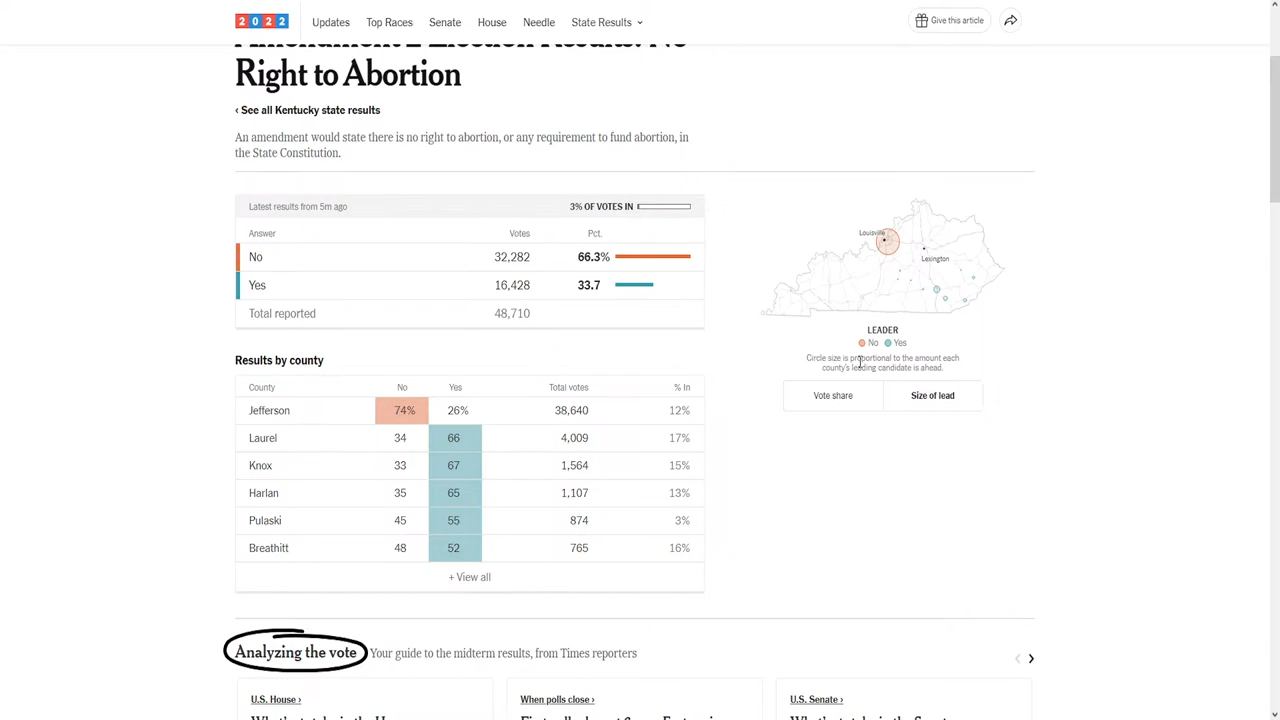 2022 Updates Top Races Senate House Needle State Results Give this article
Amendment 2 Election Results: No
Right to Abortion
‹ See all Kentucky state results
An amendment would state there is no right to abortion, or any requirement to fund abortion, in
the State Constitution.
Latest results from 5m ago 3% OF VOTES IN
Answer Votes Pct.
No 32,282 66.3%
Yes 16,428 33.7
Total reported 48,710
Louisville
Lexington
LEADER
No Yes
Circle size is proportional to the amount each
county's leading candidate is ahead.
Vote share Size of lead
Results by county
County No Yes Total votes % In
Jefferson 74% 26% 38,640 12%
Laurel 34 66 4,009 17%
Knox 33 67 1,564 15%
Harlan 35 65 1,107 13%
Pulaski 45 55 874 3%
Breathitt 48 52 765 16%
+ View all
Analyzing the vote Your guide to the midterm results, from Times reporters
U.S. House › When polls close › U.S. Senate ›